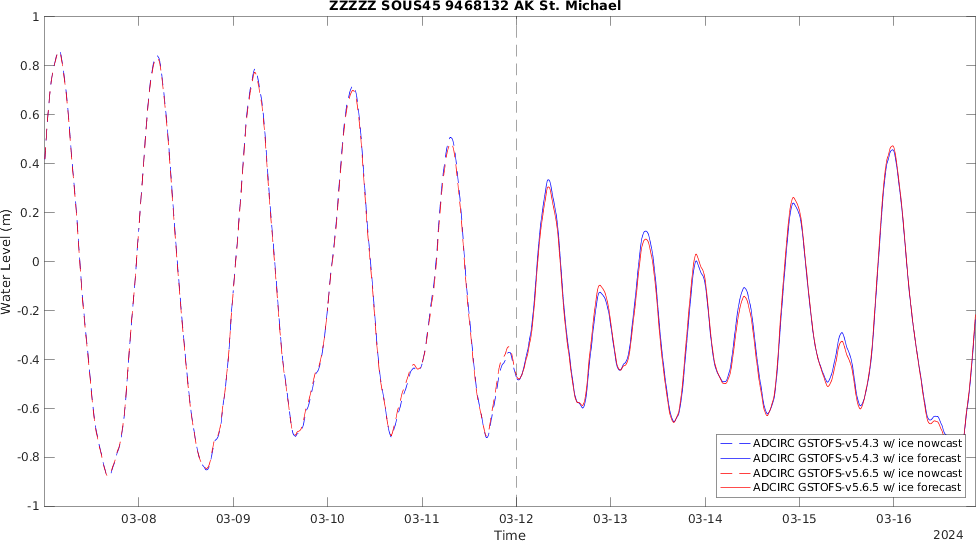 ZZZZZ SOUS45 9468132 AK St. Michael
1
0.8
0.6
0.4
0.2
0
-0.2
-0.4
-0.6
-0.8
-1
Water Level (m)
03-08 03-09 03-10 03-11 03-12 03-13 03-14 03-15 03-16
Time
2024
ADCIRC GSTOFS-v5.4.3 w/ ice nowcast
ADCIRC GSTOFS-v5.4.3 w/ ice forecast
ADCIRC GSTOFS-v5.6.5 w/ ice nowcast
ADCIRC GSTOFS-v5.6.5 w/ ice forecast